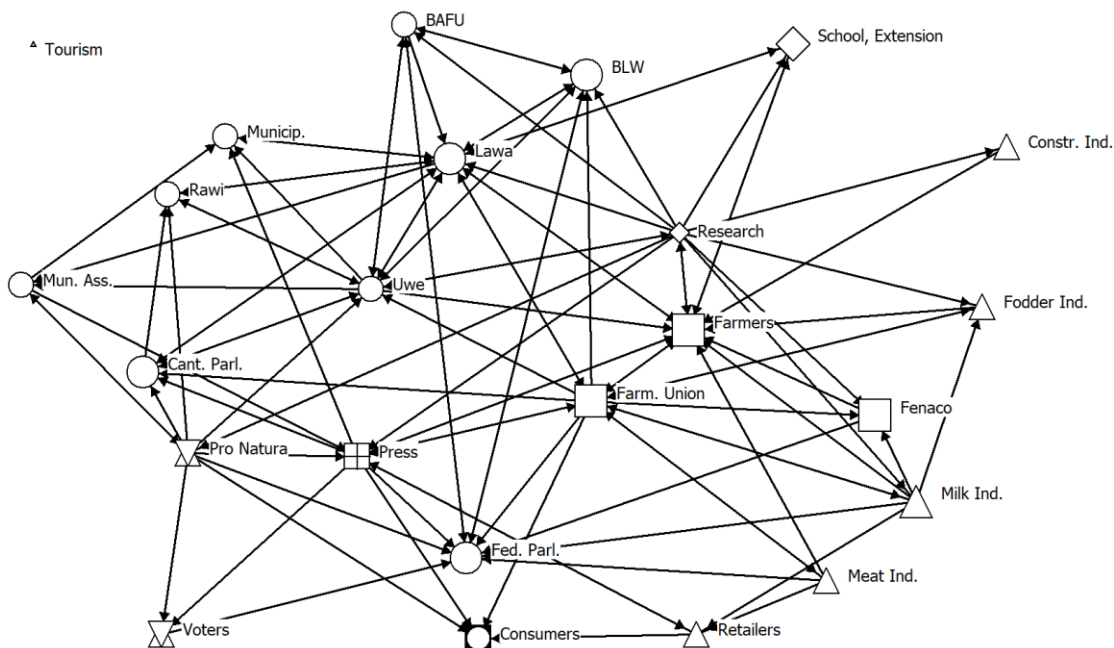 BAFU
School, Extension
Tourism
BLW
Municip.
Lawa
Constr. Ind.
Rawi
Research
Mun. Ass.
Uwe
Fodder Ind.
Farmers
Cant. Parl.
Farm. Union
Fenaco
Pro Natura
Press
Milk Ind.
Fed. Parl.
Meat Ind.
Voters
Consumers
Retailers